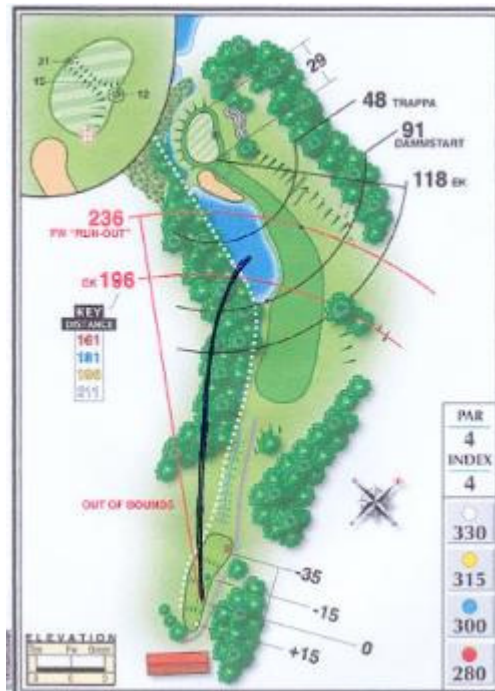 21
15
12
29
48 TRAPPA
91
DAMMSTART
118 EK
236
FW "RUN-OUT"
EK 196
KEY
DISTANCE
161
181
196
211
OUT OF BOUNDS
PAR
4
INDEX
4
330
315
300
280
-35
-15
0
+15
ELEVATION